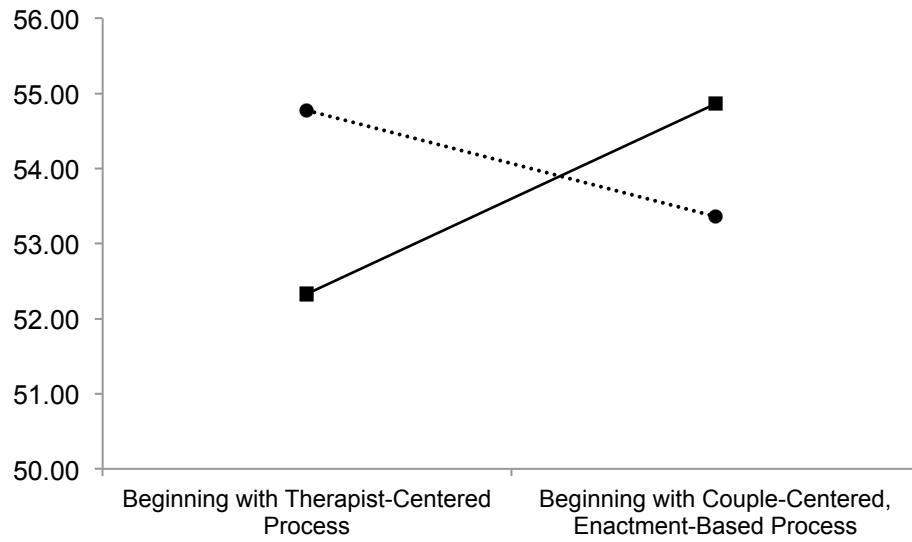 56.00
55.00
54.00
53.00
52.00
51.00
50.00
Beginning with Therapist-Centered
Process
Beginning with Couple-Centered,
Enactment-Based Process